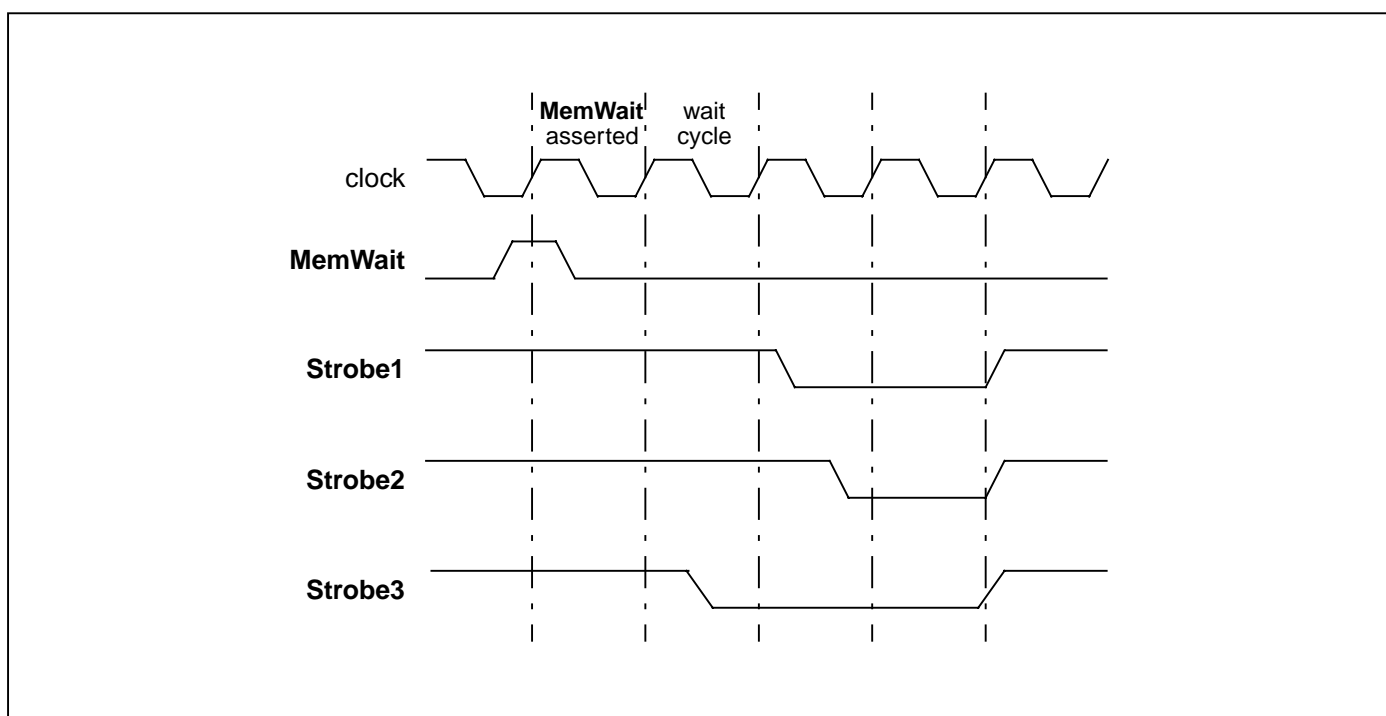 MemWait
asserted
wait
cycle
clock
MemWait
Strobe1
Strobe2
Strobe3